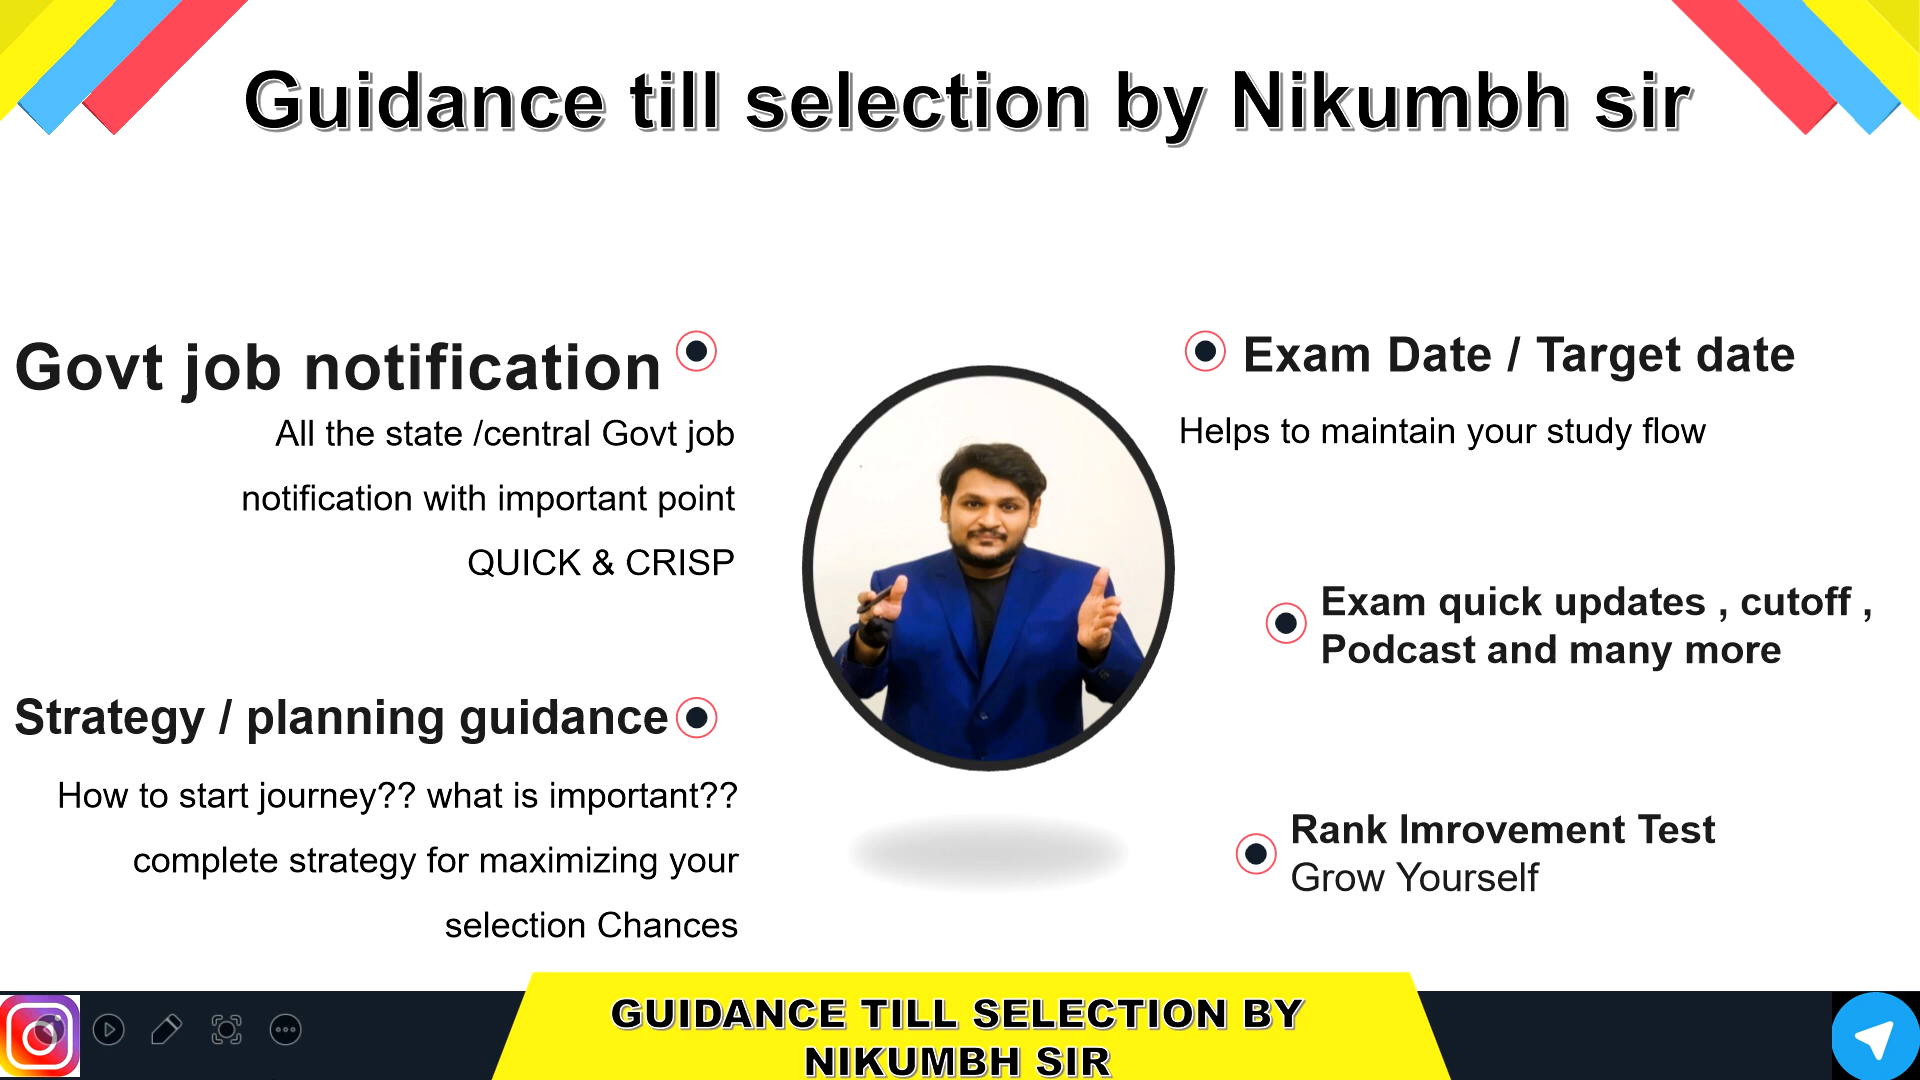 Guidance till selection by Nikumbh sir
Govt job notification
All the state /central Govt job
notification with important point
QUICK & CRISP
Strategy / planning guidance
How to start journey?? what is important??
complete strategy for maximizing your
selection Chances
Exam Date / Target date
Helps to maintain your study flow
Exam quick updates , cutoff ,
Podcast and many more
Rank Imrovement Test
Grow Yourself
GUIDANCE TILL SELECTION BY
NIKUMBH SIR